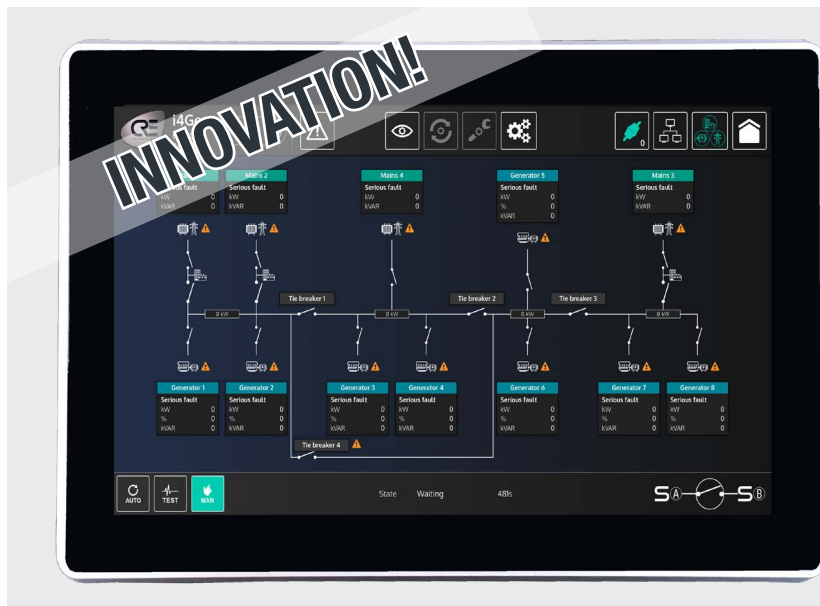 INNOVATION!
CRE
i4Ge
0
Mains 2
Serious fault
kW 0
kVAR 0
Mains 4
Serious fault
kW 0
kVAR 0
Generator 5
Serious fault
kW 0
% 0
kVAR 0
Mains 3
Serious fault
kW 0
kVAR 0
fault
kW 0
kVAR 0
Tie breaker 1
Tie breaker 2
Tie breaker 3
0 kW
0 kW
0 kW
0 kW
Generator 1
Serious fault
kW 0
% 0
kVAR 0
Generator 2
Serious fault
kW 0
% 0
kVAR 0
Generator 3
Serious fault
kW 0
% 0
kVAR 0
Generator 4
Serious fault
kW 0
% 0
kVAR 0
Generator 6
Serious fault
kW 0
% 0
kVAR 0
Generator 7
Serious fault
kW 0
% 0
kVAR 0
Generator 8
Serious fault
kW 0
% 0
kVAR 0
Tie breaker 4
AUTO
TEST
MAN
State Waiting 481s
SA
SB